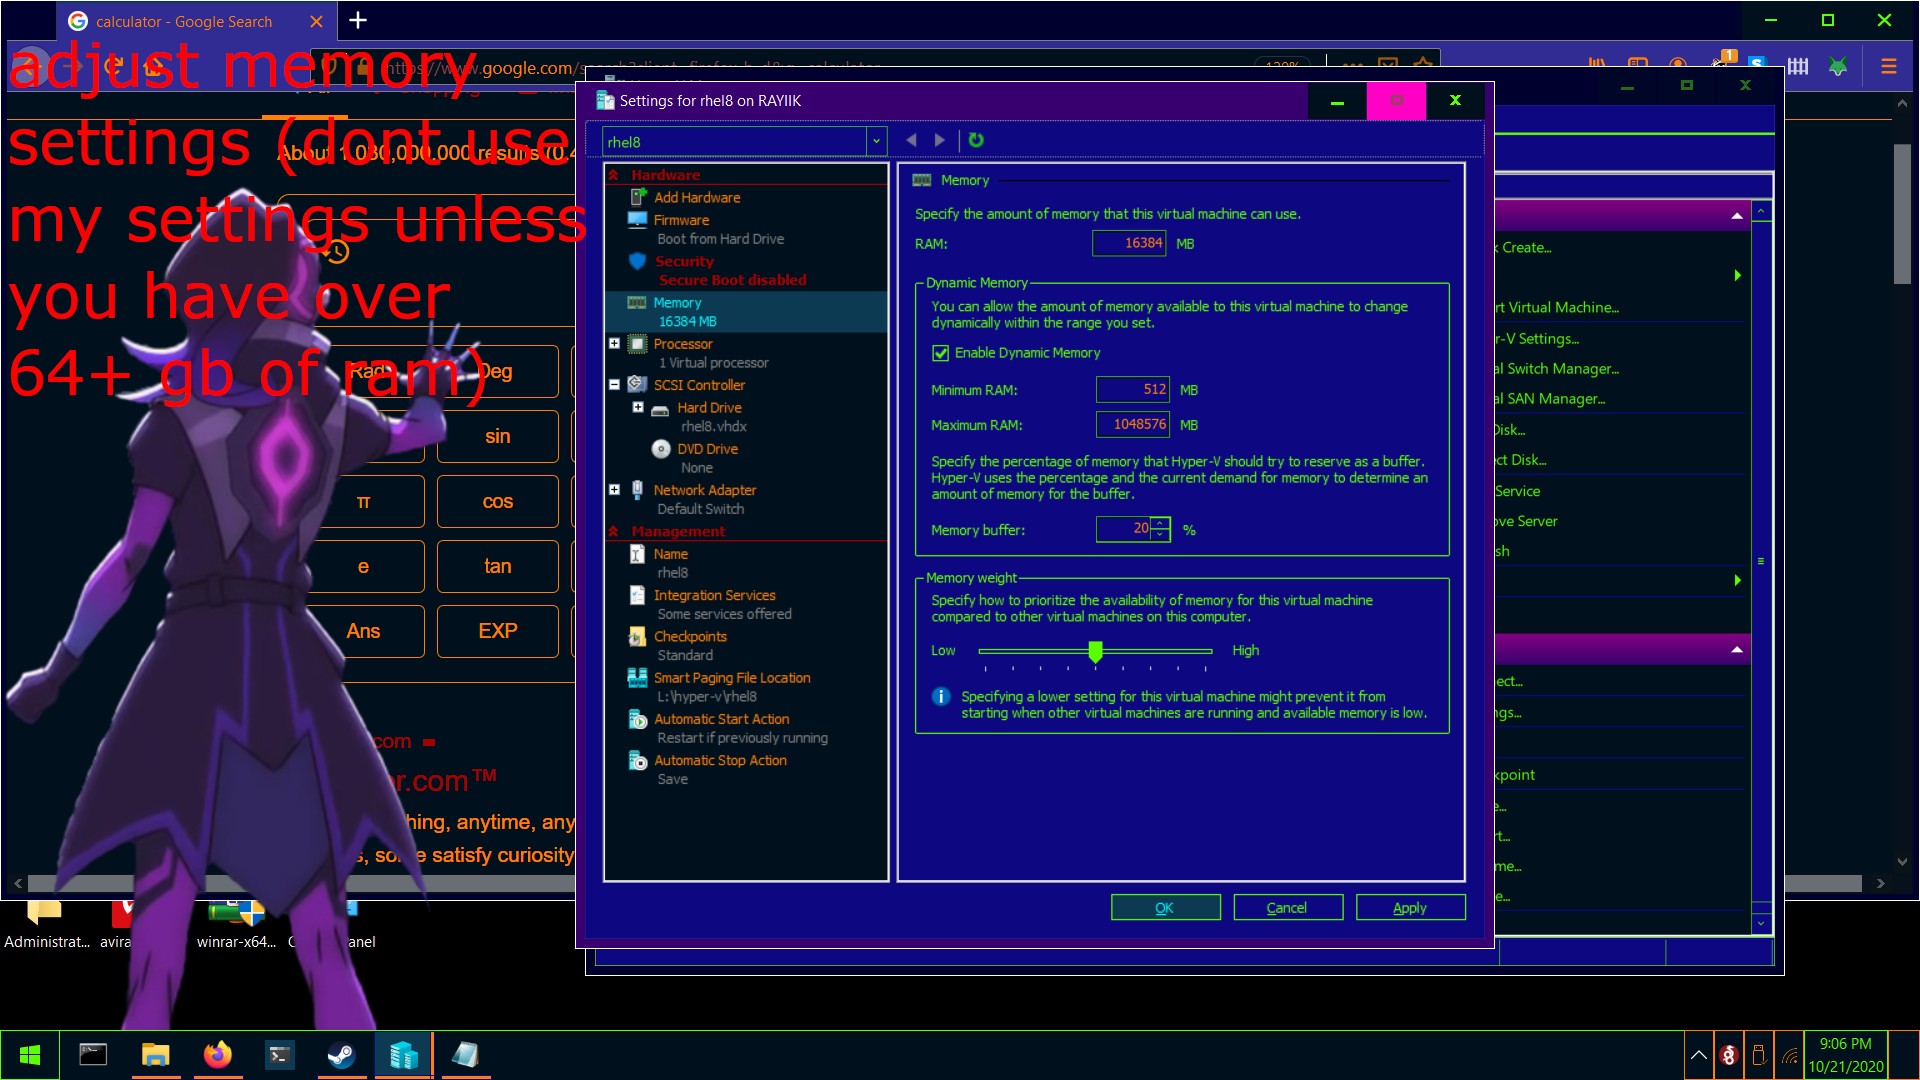 calculator - Google Search
adjust memory
settings (dont use
my settings unless
you have over
64+ gb of ram)
https://www.google.com/search?client=firefox-b-d&q=calculator
120%
1
Shopping
About 1,080,000,000 results (0.4
Rad
Deg
sin
π
cos
e
tan
Ans
EXP
com
r.com™
hing, anytime, any
s, some satisfy curiosity
Settings for rhel8 on RAYIIK
rhel8
Hardware
Add Hardware
Firmware
Boot from Hard Drive
Security
Secure Boot disabled
Memory
16384 MB
Processor
1 Virtual processor
SCSI Controller
Hard Drive
rhel8.vhdx
DVD Drive
None
Network Adapter
Default Switch
Management
Name
rhel8
Integration Services
Some services offered
Checkpoints
Standard
Smart Paging File Location
L:\hyper-v\rhel8
Automatic Start Action
Restart if previously running
Automatic Stop Action
Save
Memory
Specify the amount of memory that this virtual machine can use.
RAM: 16384 MB
Dynamic Memory
You can allow the amount of memory available to this virtual machine to change
dynamically within the range you set.
Enable Dynamic Memory
Minimum RAM: 512 MB
Maximum RAM: 1048576 MB
Specify the percentage of memory that Hyper-V should try to reserve as a buffer.
Hyper-V uses the percentage and the current demand for memory to determine an
amount of memory for the buffer.
Memory buffer: 20 %
Memory weight
Specify how to prioritize the availability of memory for this virtual machine
compared to other virtual machines on this computer.
Low High
Specifying a lower setting for this virtual machine might prevent it from
starting when other virtual machines are running and available memory is low.
OK Cancel Apply
k Create...
rt Virtual Machine...
r-V Settings...
al Switch Manager...
al SAN Manager...
Disk...
ct Disk...
Service
ove Server
sh
ect...
gs...
kpoint
e...
rt...
me...
e...
Administrat...
avira
winrar-x64...
C Panel
9:06 PM
10/21/2020